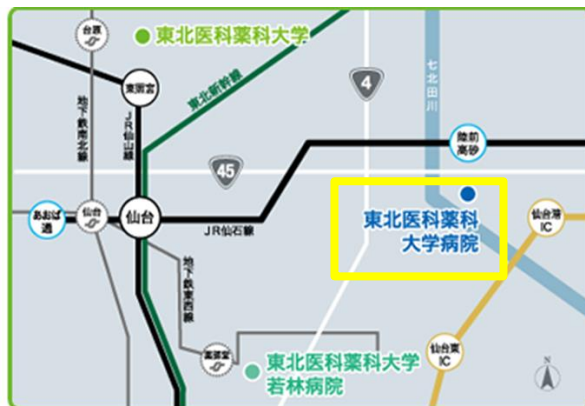 台原
東北医科薬科大学
東照宮
東北新幹線
4
七北田川
地下鉄南北線
JR仙山線
陸前
高砂
45
あおば
通
仙台
仙台
JR仙石線
東北医科薬科
大学病院
仙台港
IC
地下鉄東西線
薬師堂
東北医科薬科大学
若林病院
仙台東
IC
N